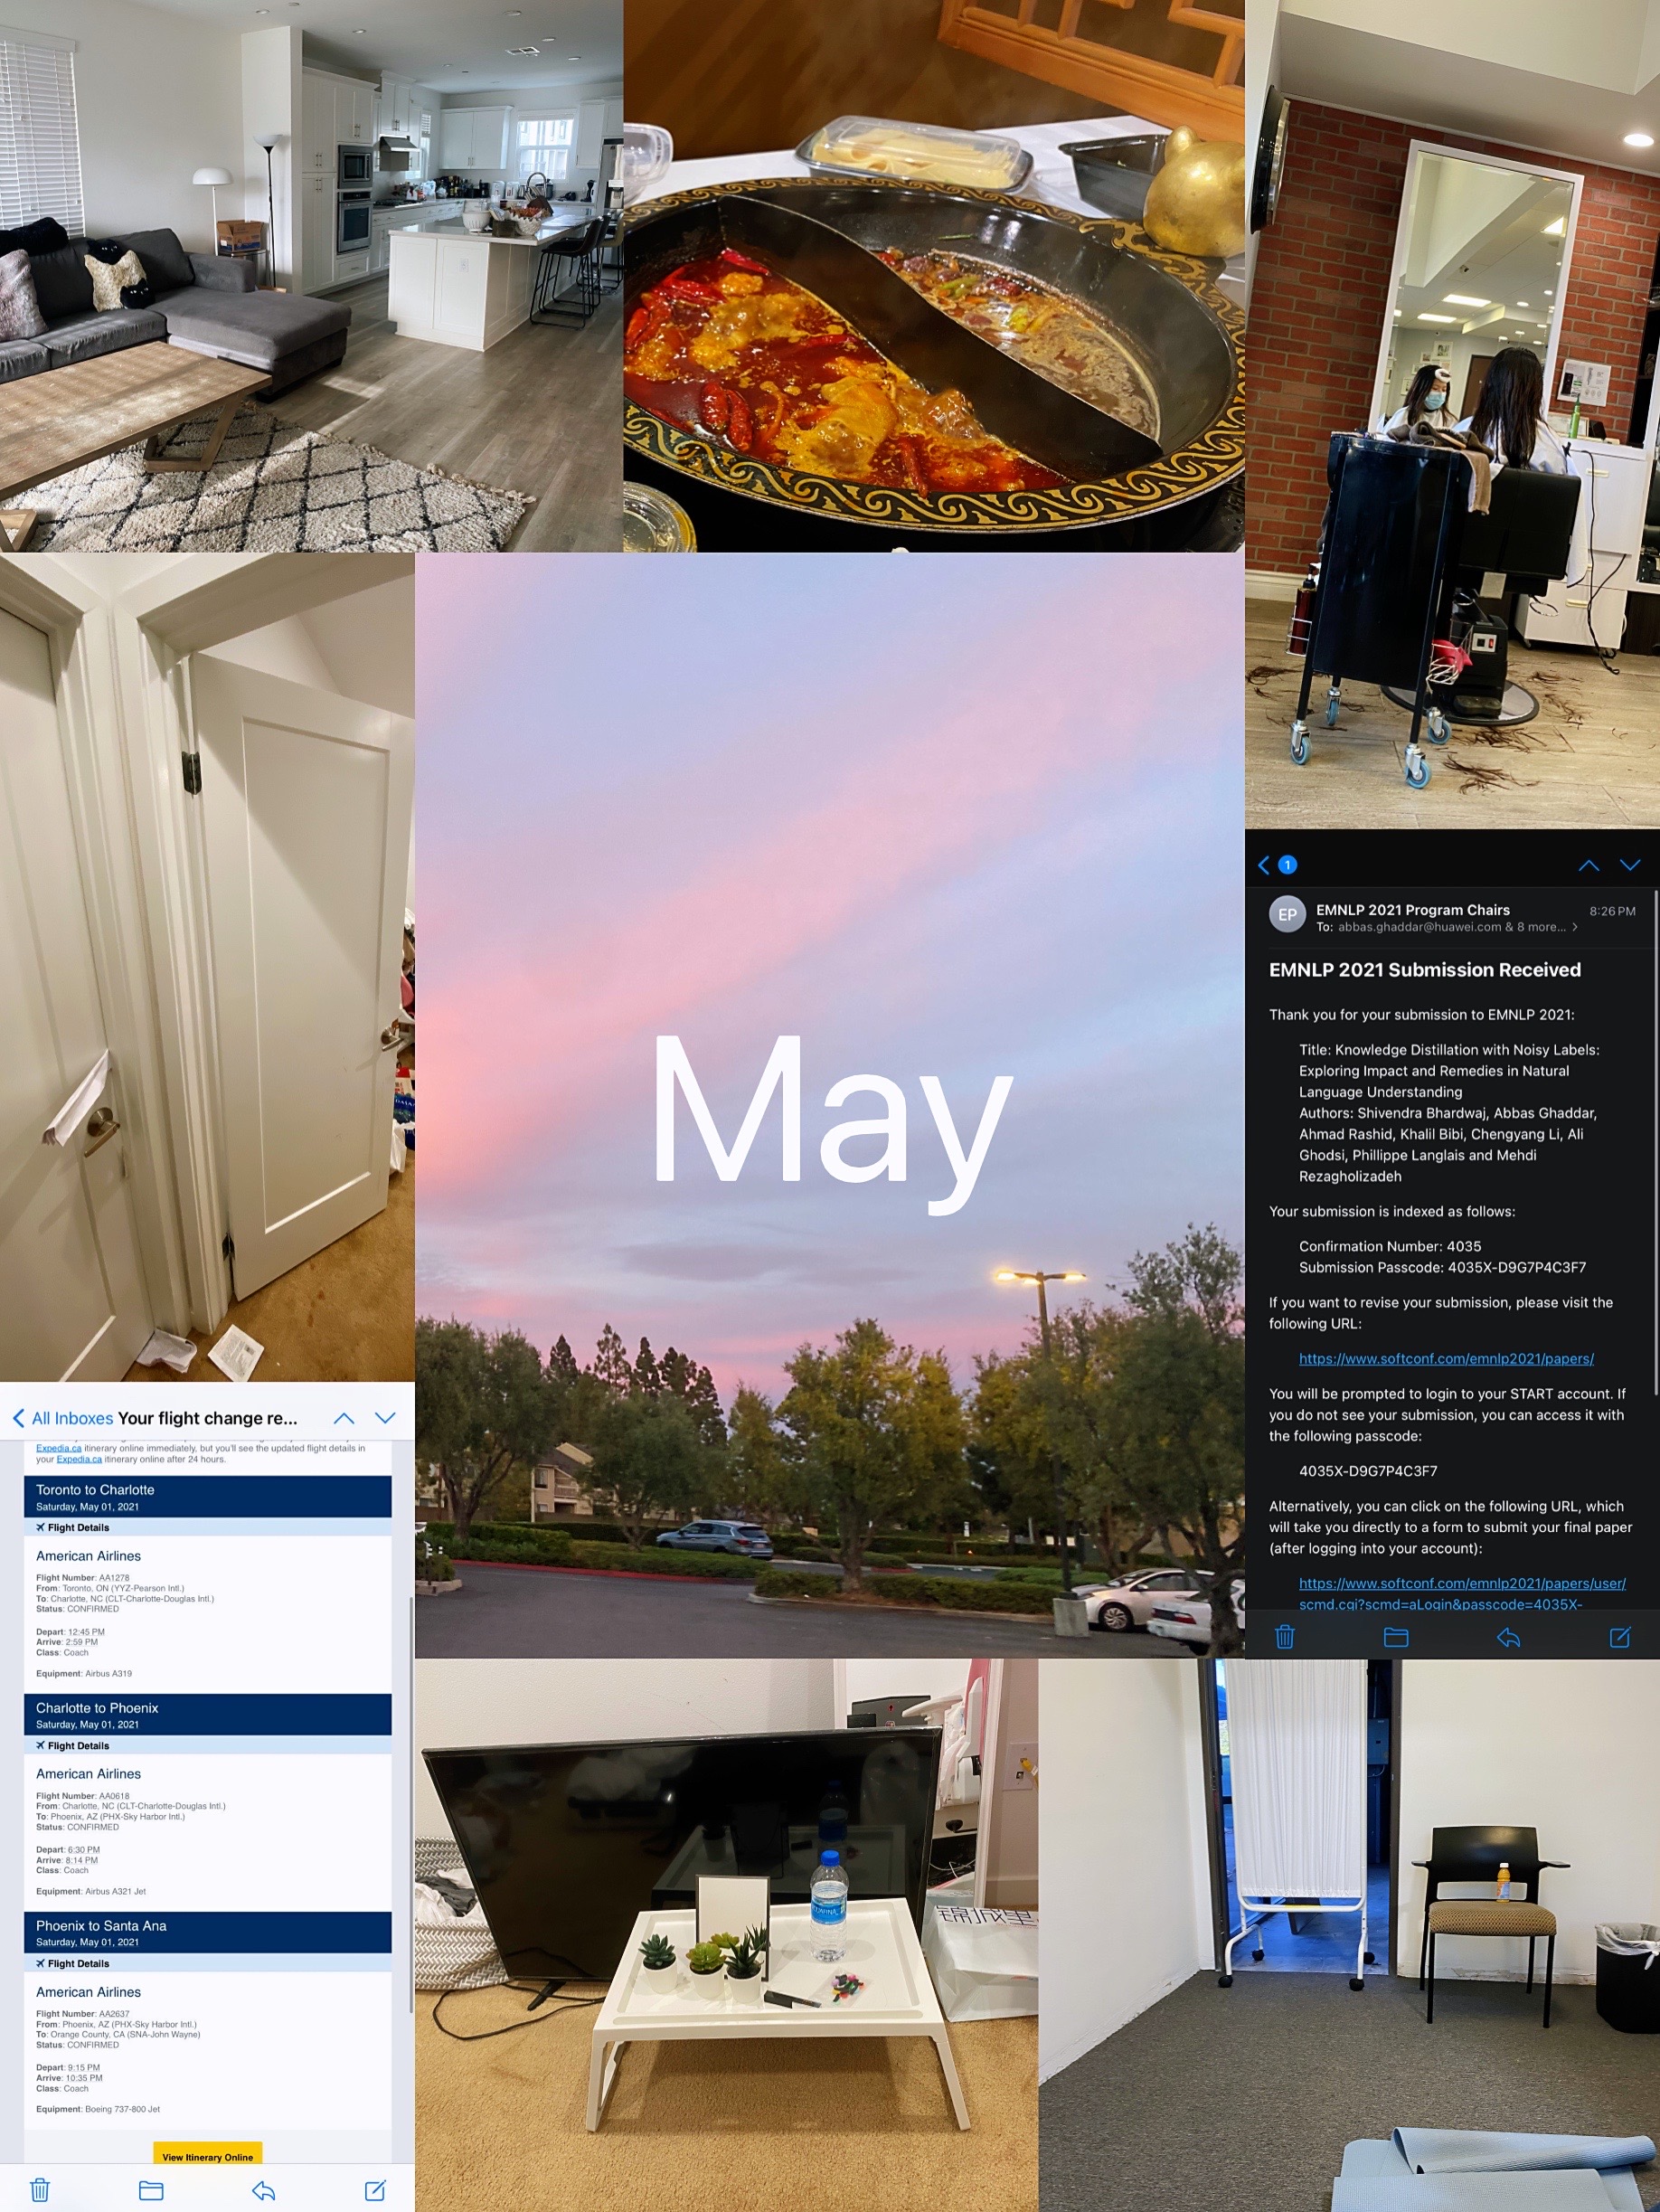 May
1
EP
EMNLP 2021 Program Chairs
8:26 PM
To: abbas.ghaddar@huawei.com & 8 more...
EMNLP 2021 Submission Received
Thank you for your submission to EMNLP 2021:
Title: Knowledge Distillation with Noisy Labels:
Exploring Impact and Remedies in Natural
Language Understanding
Authors: Shivendra Bhardwaj, Abbas Ghaddar,
Ahmad Rashid, Khalil Bibi, Chengyang Li, Ali
Ghodsi, Phillippe Langlais and Mehdi
Rezagholizadeh
Your submission is indexed as follows:
Confirmation Number: 4035
Submission Passcode: 4035X-D9G7P4C3F7
If you want to revise your submission, please visit the
following URL:
https://www.softconf.com/emnlp2021/papers/
You will be prompted to login to your START account. If
you do not see your submission, you can access it with
the following passcode:
4035X-D9G7P4C3F7
Alternatively, you can click on the following URL, which
will take you directly to a form to submit your final paper
(after logging into your account):
https://www.softconf.com/emnlp2021/papers/user/
scmd.cgi?scmd=aLogin&passcode=4035X-
All Inboxes Your flight change re...
Expedia.ca itinerary online immediately, but you'll see the updated flight details in
your Expedia.ca itinerary online after 24 hours.
Toronto to Charlotte
Saturday, May 01, 2021
Flight Details
American Airlines
Flight Number: AA1278
From: Toronto, ON (YYZ-Pearson Intl.)
To: Charlotte, NC (CLT-Charlotte-Douglas Intl.)
Status: CONFIRMED
Depart: 12:45 PM
Arrive: 2:59 PM
Class: Coach
Equipment: Airbus A319
Charlotte to Phoenix
Saturday, May 01, 2021
Flight Details
American Airlines
Flight Number: AA0618
From: Charlotte, NC (CLT-Charlotte-Douglas Intl.)
To: Phoenix, AZ (PHX-Sky Harbor Intl.)
Status: CONFIRMED
Depart: 6:30 PM
Arrive: 8:14 PM
Class: Coach
Equipment: Airbus A321 Jet
Phoenix to Santa Ana
Saturday, May 01, 2021
Flight Details
American Airlines
Flight Number: AA2637
From: Phoenix, AZ (PHX-Sky Harbor Intl.)
To: Orange County, CA (SNA-John Wayne)
Status: CONFIRMED
Depart: 9:15 PM
Arrive: 10:35 PM
Class: Coach
Equipment: Boeing 737-800 Jet
View Itinerary Online
锦城里